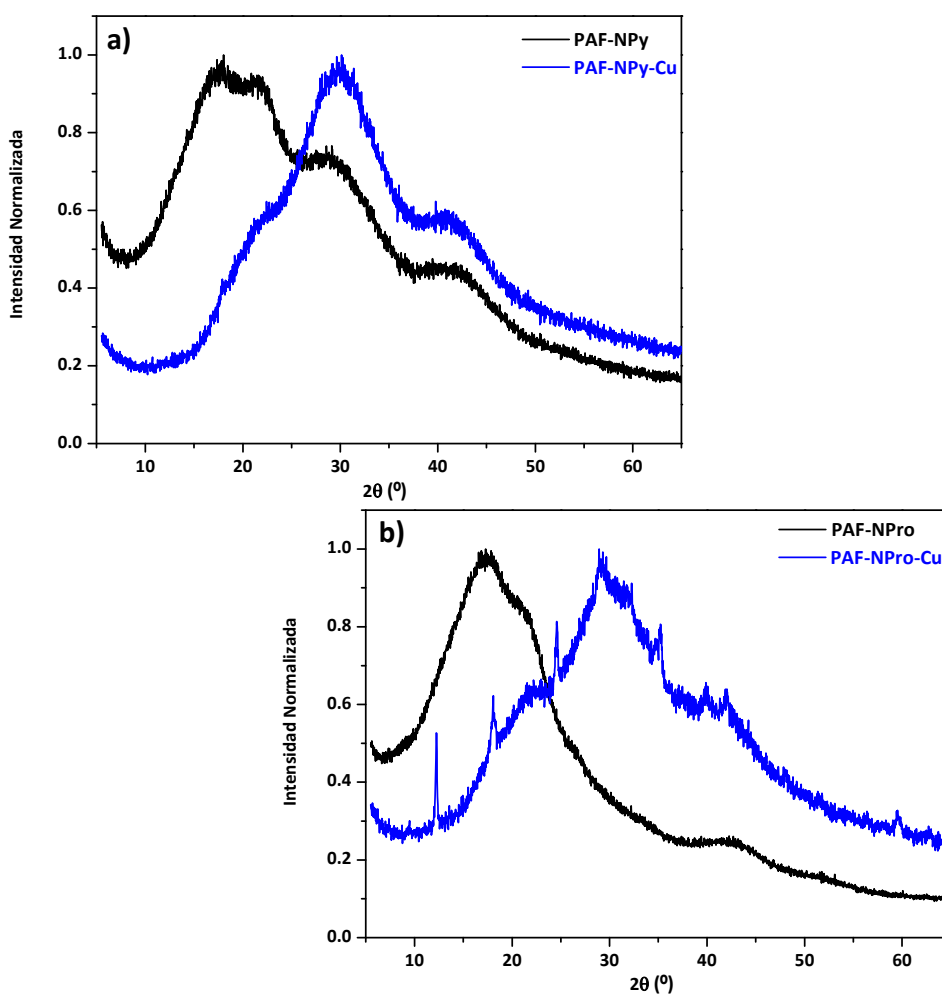 a)
PAF-NPy
PAF-NPy-Cu
Intensidad Normalizada
1.0
0.8
0.6
0.4
0.2
0.0
10 20 30 40 50 60
2θ (º)
b)
PAF-NPro
PAF-NPro-Cu
Intensidad Normalizada
1.0
0.8
0.6
0.4
0.2
0.0
10 20 30 40 50 60
2θ (º)